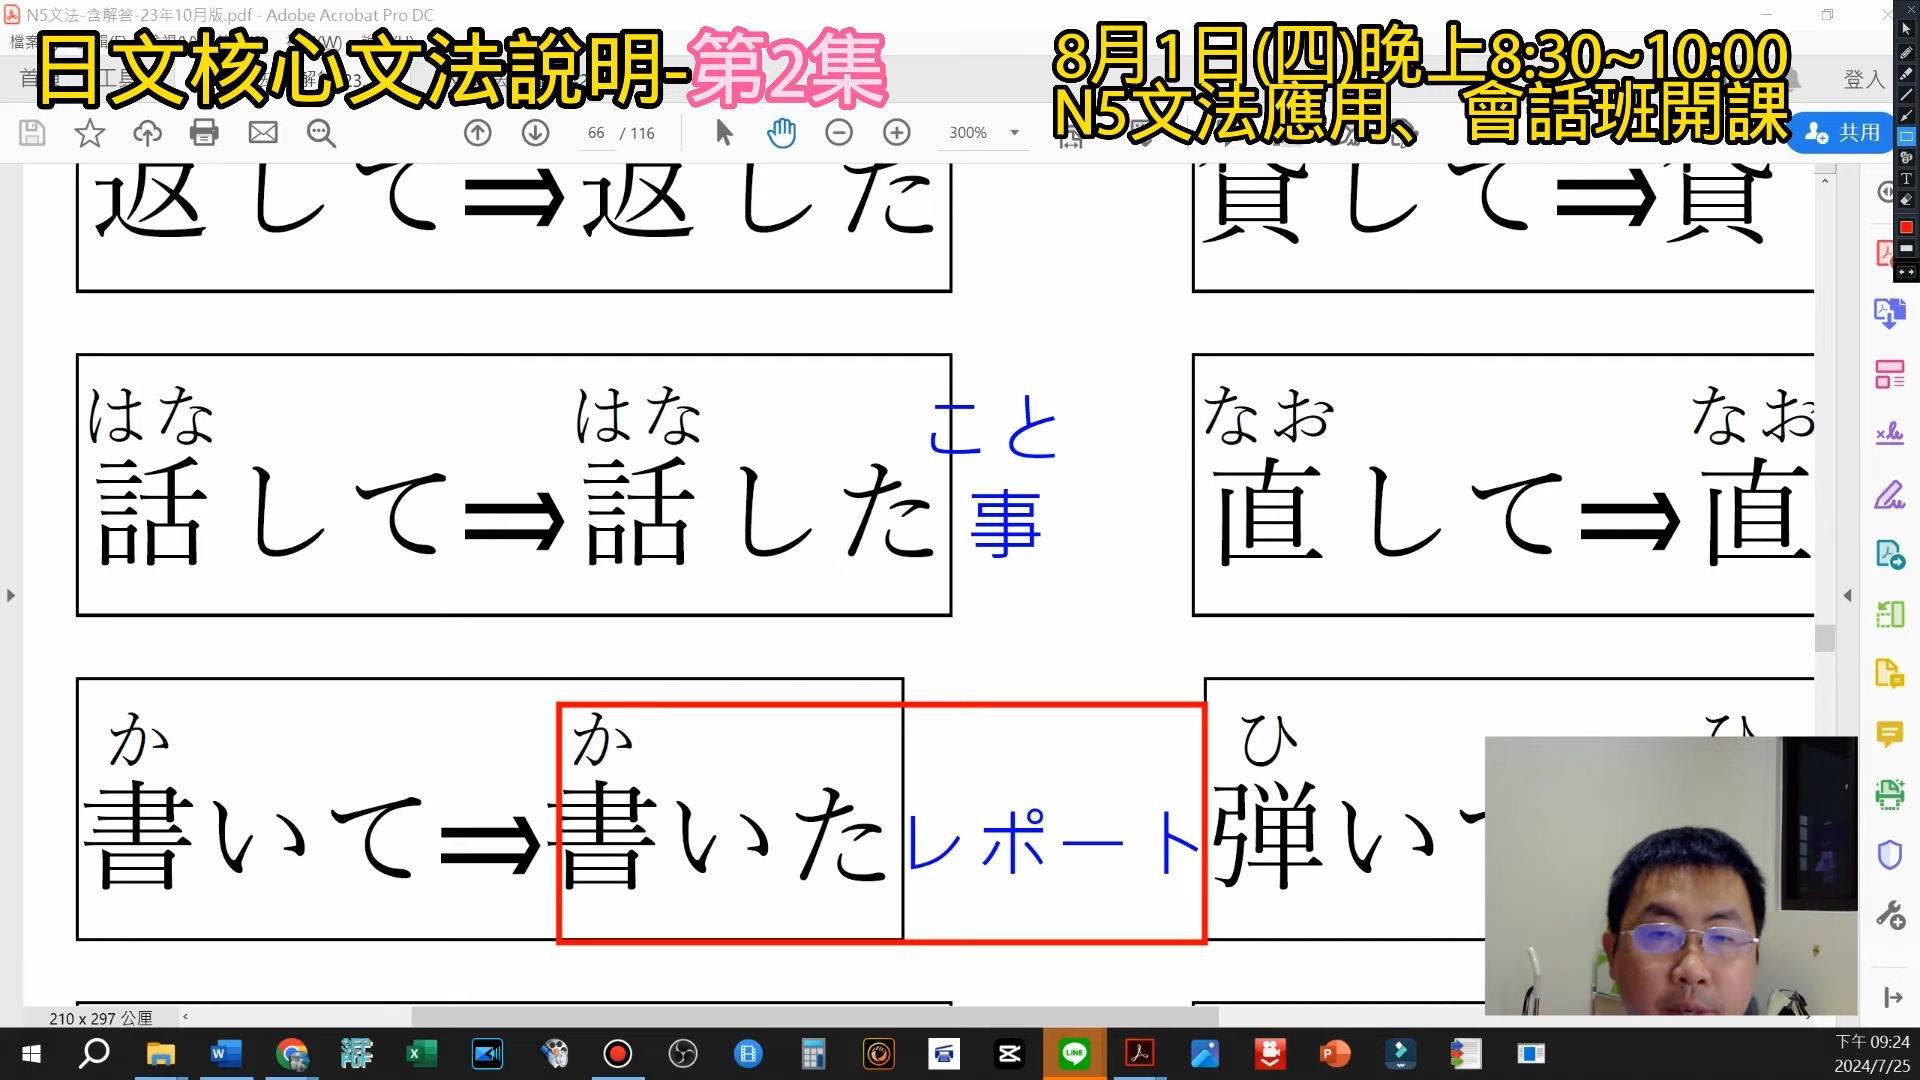 N5文法-含解答-23年10月版.pdf - Adobe Acrobat Pro DC
日文核心文法說明-第2集
8月1日(四)晚上8:30~10:00
N5文法應用、會話班開課
登入
66 / 116
300%
共用
返して⇒返した
貸して⇒貸
はな はな こと
話して⇒話した 事
なお なお
直して⇒直
か か
書いて⇒書いた レポート
ひ ひ
弾いて
210 x 297 公厘
下午 09:24
2024/7/25